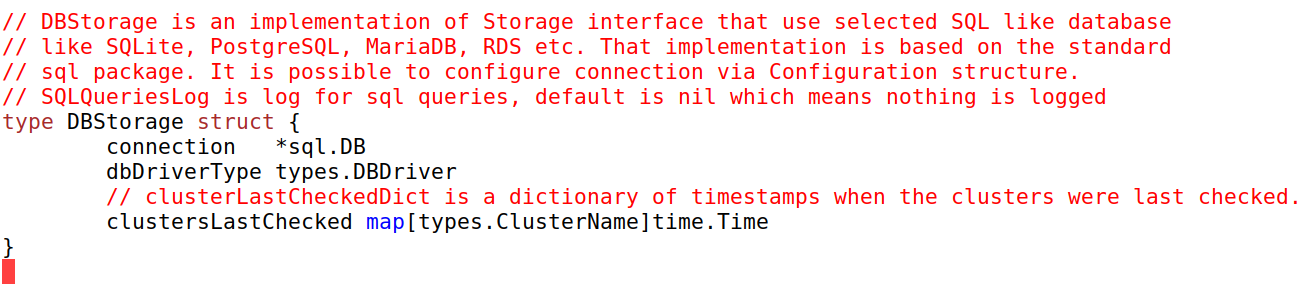 // DBStorage is an implementation of Storage interface that use selected SQL like database
// like SQLite, PostgreSQL, MariaDB, RDS etc. That implementation is based on the standard
// sql package. It is possible to configure connection via Configuration structure.
// SQLQueriesLog is log for sql queries, default is nil which means nothing is logged
type DBStorage struct {
        connection   *sql.DB
        dbDriverType types.DBDriver
        // clusterLastCheckedDict is a dictionary of timestamps when the clusters were last checked.
        clustersLastChecked map[types.ClusterName]time.Time
}